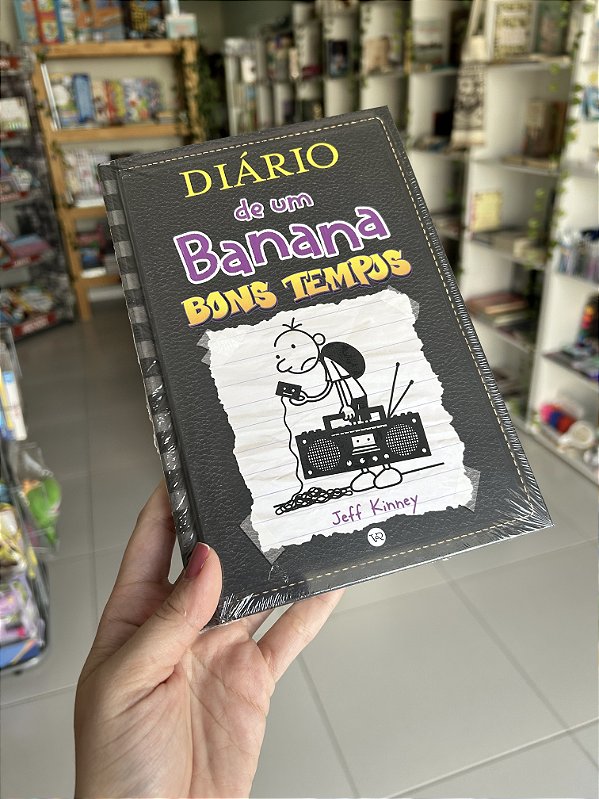 DIÁRIO
de um
Banana
BONS TEMPOS
Jeff Kinney
V&R